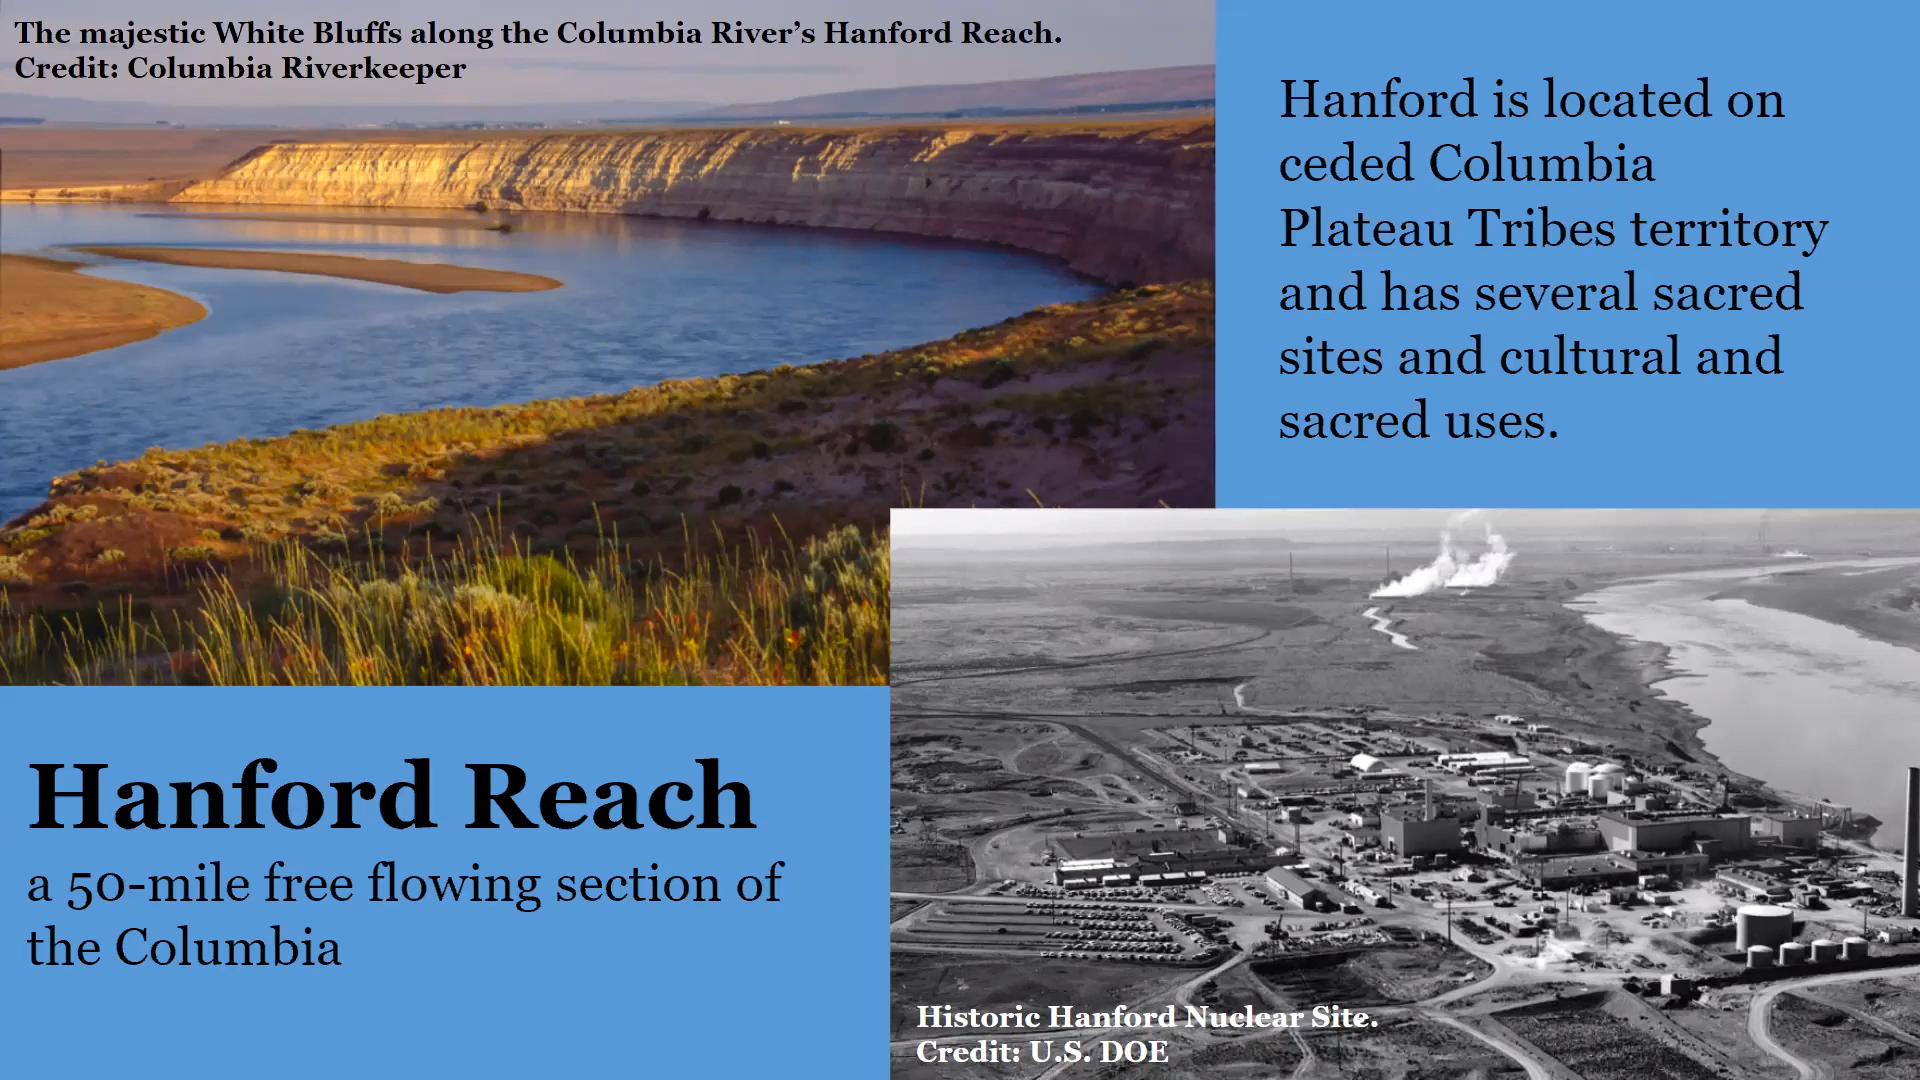 The majestic White Bluffs along the Columbia River’s Hanford Reach.
Credit: Columbia Riverkeeper
Hanford is located on
ceded Columbia
Plateau Tribes territory
and has several sacred
sites and cultural and
sacred uses.
Hanford Reach
a 50-mile free flowing section of
the Columbia
Historic Hanford Nuclear Site.
Credit: U.S. DOE